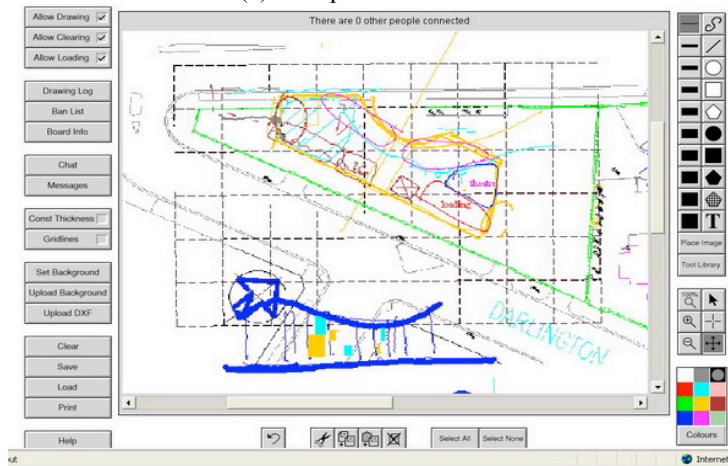 There are 0 other people connected
Allow Drawing
Allow Clearing
Allow Loading
Drawing Log
Ban List
Board Info
Chat
Messages
Const Thickness
Gridlines
Set Background
Upload Background
Upload DXF
Clear
Save
Load
Print
Help
theatre
loading
DARLINGTON
Select All
Select None
T
Place Image
Tool Library
100%
Colours
out
Internet